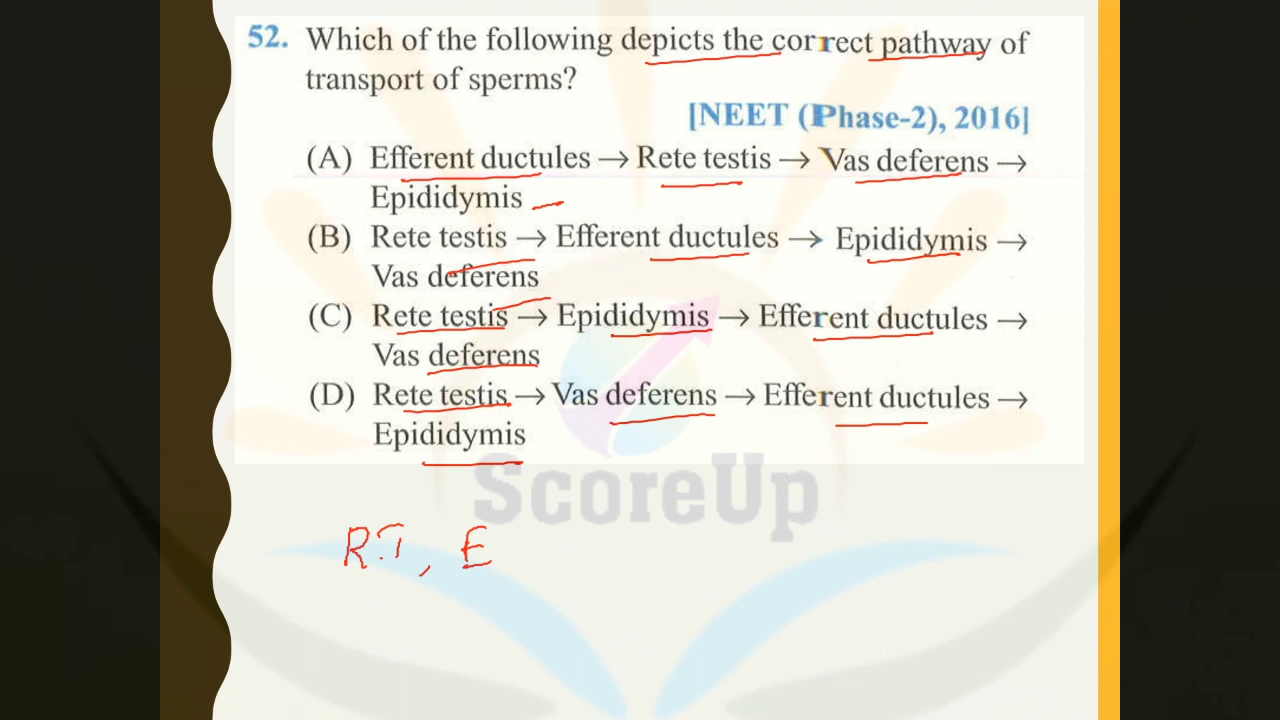 52. Which of the following depicts the correct pathway of
transport of sperms?
[NEET (Phase-2), 2016]
(A) Efferent ductules → Rete testis → Vas deferens →
Epididymis
(B) Rete testis → Efferent ductules → Epididymis →
Vas deferens
(C) Rete testis → Epididymis → Efferent ductules →
Vas deferens
(D) Rete testis → Vas deferens → Efferent ductules →
Epididymis
ScoreUp
RT, E